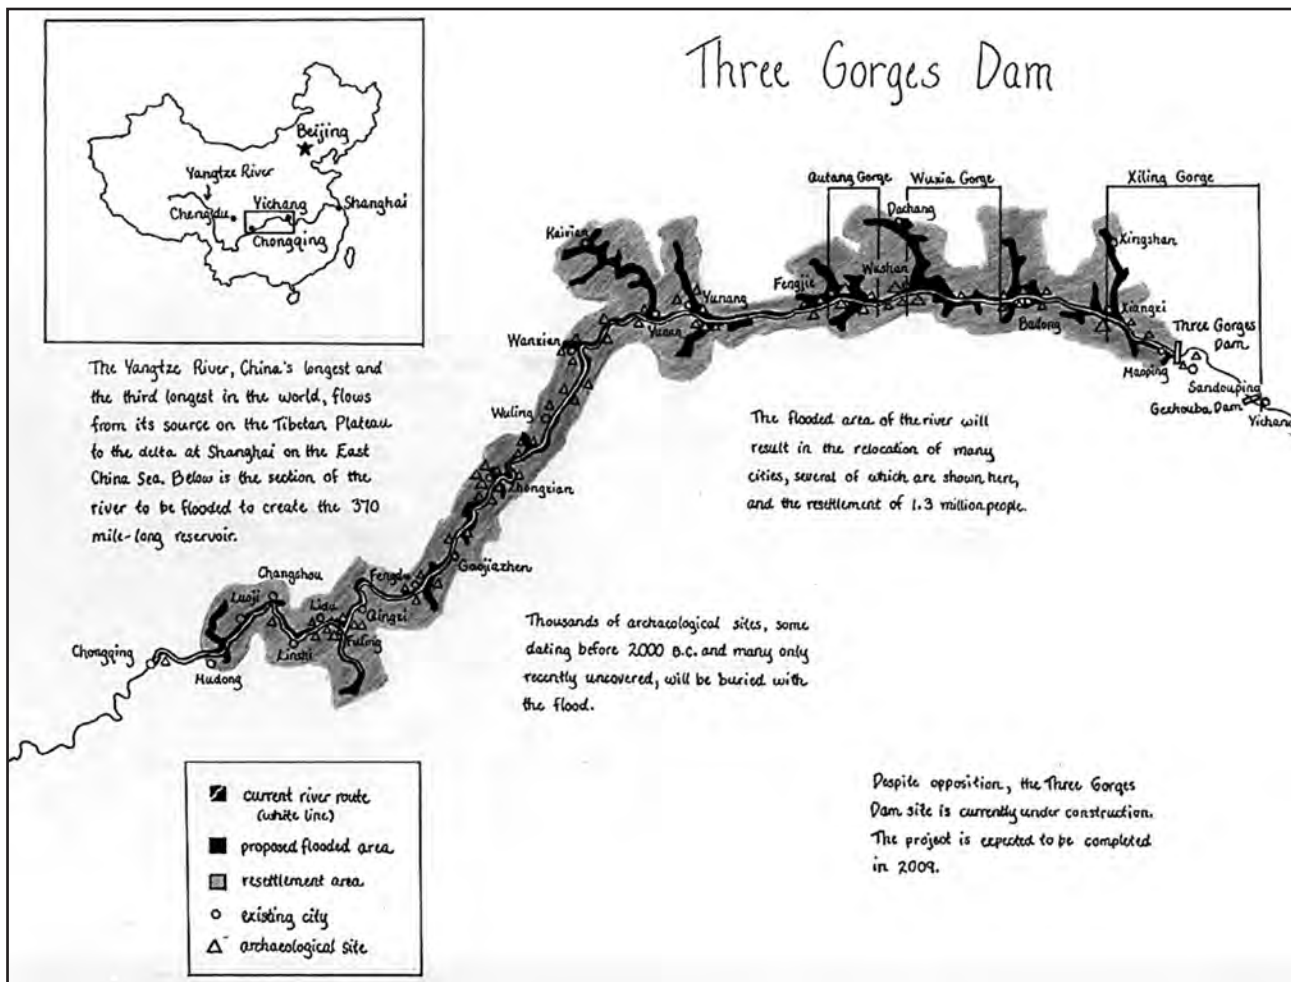 Three Gorges Dam
Beijing
Yangtze River
Chengdu
Yichang
Shanghai
Chongqing
The Yangtze River, China's longest and
the third longest in the world, flows
from its source on the Tibetan Plateau
to the delta at Shanghai on the East
China Sea. Below is the section of the
river to be flooded to create the 370
mile-long reservoir.
Qutang Gorge
Wuxia Gorge
Xiling Gorge
Dachang
Kaixian
Xingshan
Wushan
Fengjie
Yunang
Yunan
Badong
Xiangxi
Three Gorges
Dam
Maoping
Sandouping
Gezhouba Dam
Yichang
Wanxian
Wuling
Zhongxian
Gaojiazhen
Fengdu
Changshou
Luoji
Lidu
Qingxi
Fuling
Linshi
Chongqing
Mudong
The flooded area of the river will
result in the relocation of many
cities, several of which are shown here,
and the resettlement of 1.3 million people.
Thousands of archaeological sites, some
dating before 2000 B.C. and many only
recently uncovered, will be buried with
the flood.
Despite opposition, the Three Gorges
Dam site is currently under construction.
The project is expected to be completed
in 2009.
current river route
(white line)
proposed flooded area
resettlement area
existing city
archaeological site